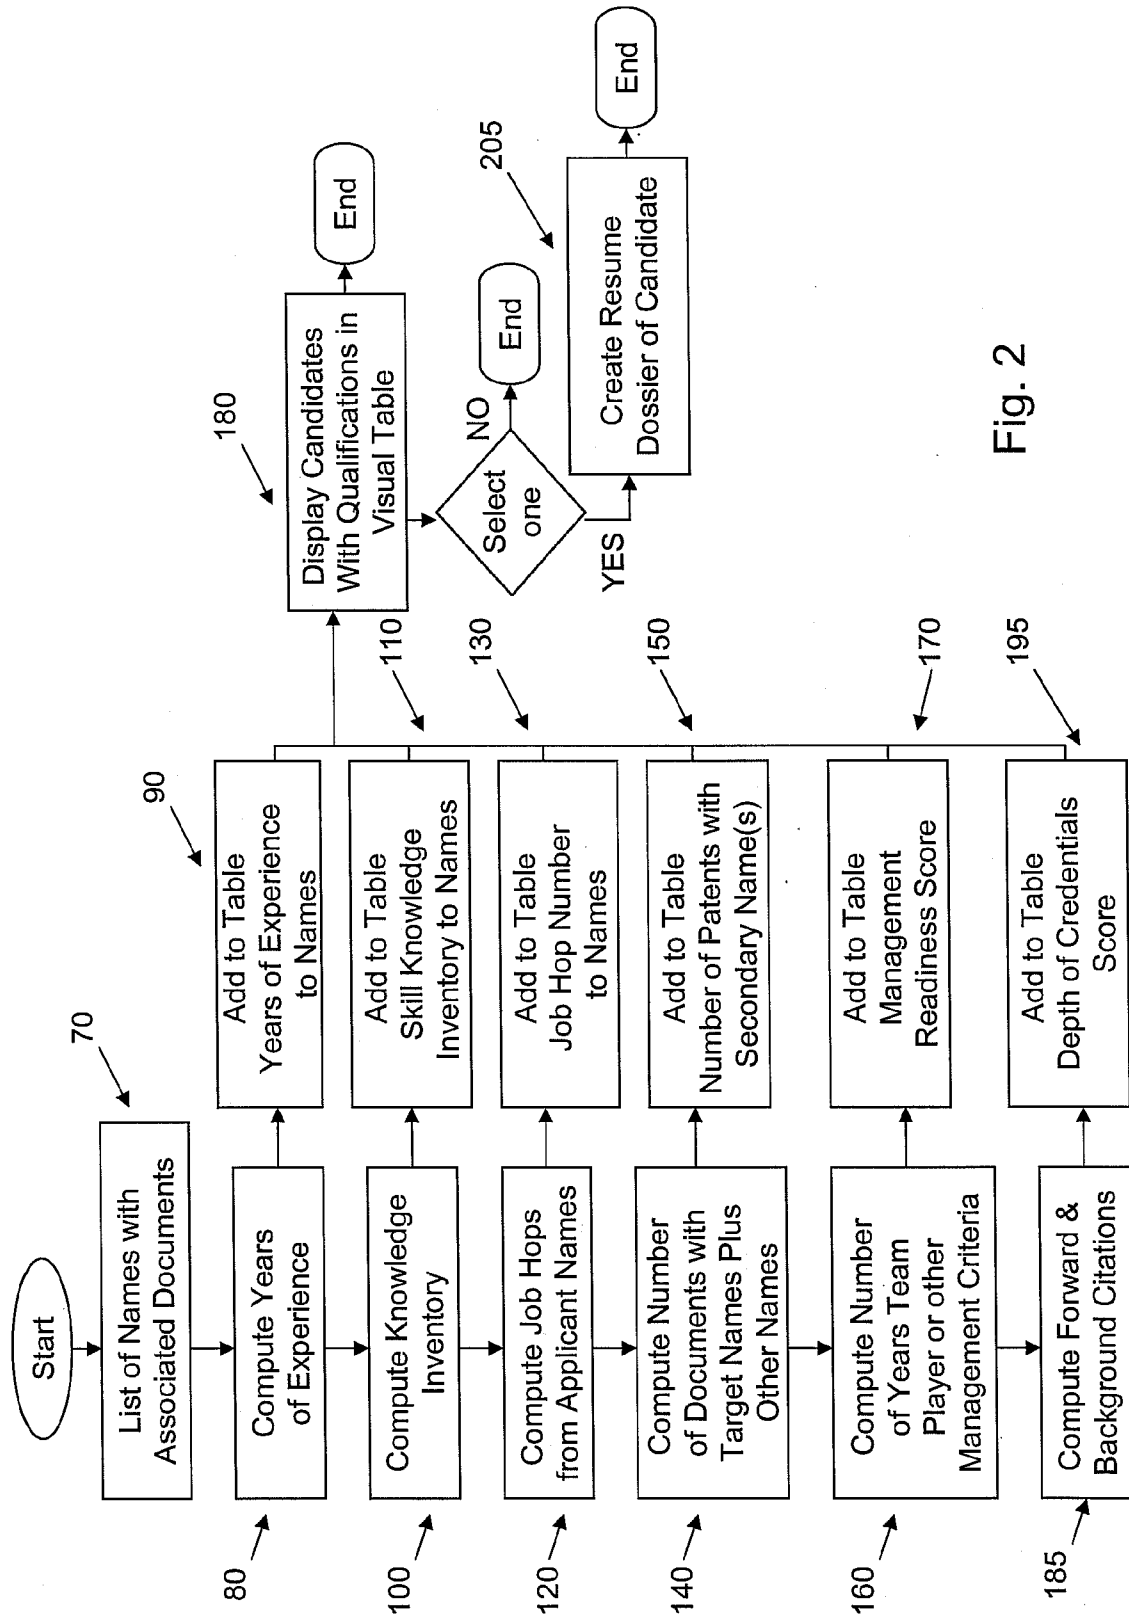 Start
70
List of Names with
Associated Documents
80
Compute Years
of Experience
90
Add to Table
Years of Experience
to Names
100
Compute Knowledge
Inventory
110
Add to Table
Skill Knowledge
Inventory to Names
120
Compute Job Hops
from Applicant Names
130
Add to Table
Job Hop Number
to Names
140
Compute Number
of Documents with
Target Names Plus
Other Names
150
Add to Table
Number of Patents with
Secondary Name(s)
160
Compute Number
of Years Team
Player or other
Management Criteria
170
Add to Table
Management
Readiness Score
185
Compute Forward &
Background Citations
195
Add to Table
Depth of Credentials
Score
180
Display Candidates
With Qualifications in
Visual Table
End
Select
one
NO
End
YES
205
Create Resume
Dossier of Candidate
End
Fig. 2